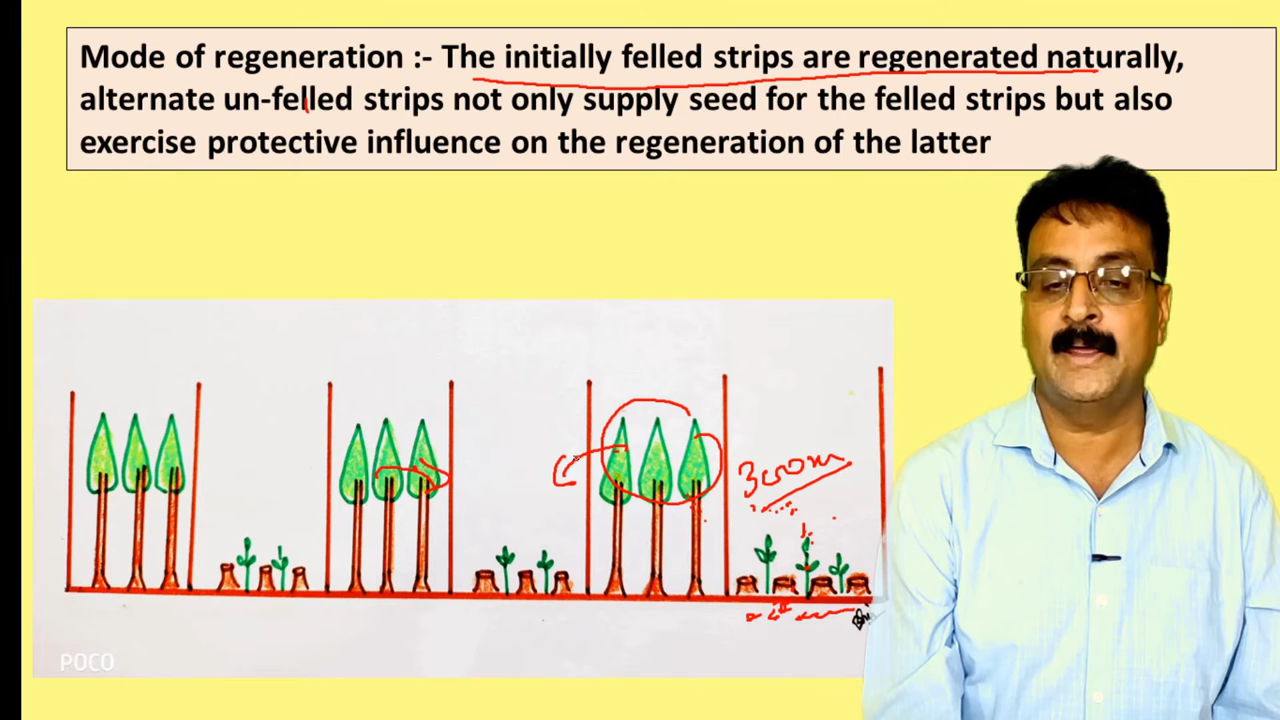 Mode of regeneration :- The initially felled strips are regenerated naturally,
alternate un-felled strips not only supply seed for the felled strips but also
exercise protective influence on the regeneration of the latter
POCO